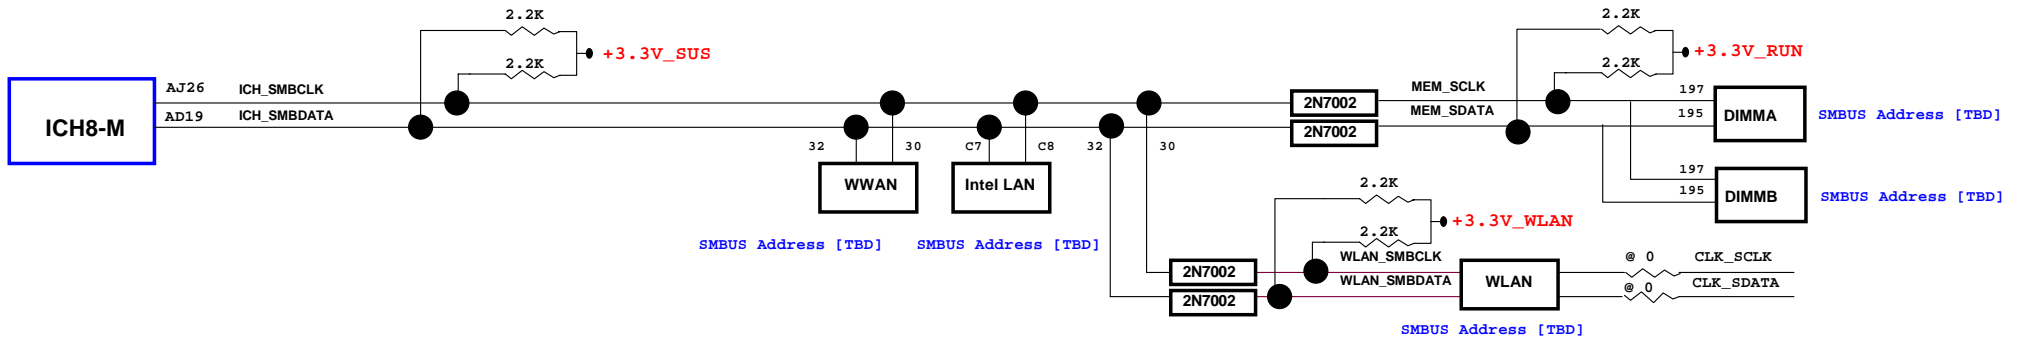 2.2K
+3.3V_SUS
2.2K
ICH8-M
AJ26
ICH_SMBCLK
AD19
ICH_SMBDATA
32
30
WWAN
SMBUS Address [TBD]
C7
C8
Intel LAN
SMBUS Address [TBD]
32
30
2N7002
2N7002
MEM_SCLK
MEM_SDATA
2.2K
+3.3V_RUN
2.2K
197
195
DIMMA
SMBUS Address [TBD]
197
195
DIMMB
SMBUS Address [TBD]
2.2K
+3.3V_WLAN
2.2K
2N7002
2N7002
WLAN_SMBCLK
WLAN_SMBDATA
WLAN
SMBUS Address [TBD]
@ 0
CLK_SCLK
@ 0
CLK_SDATA